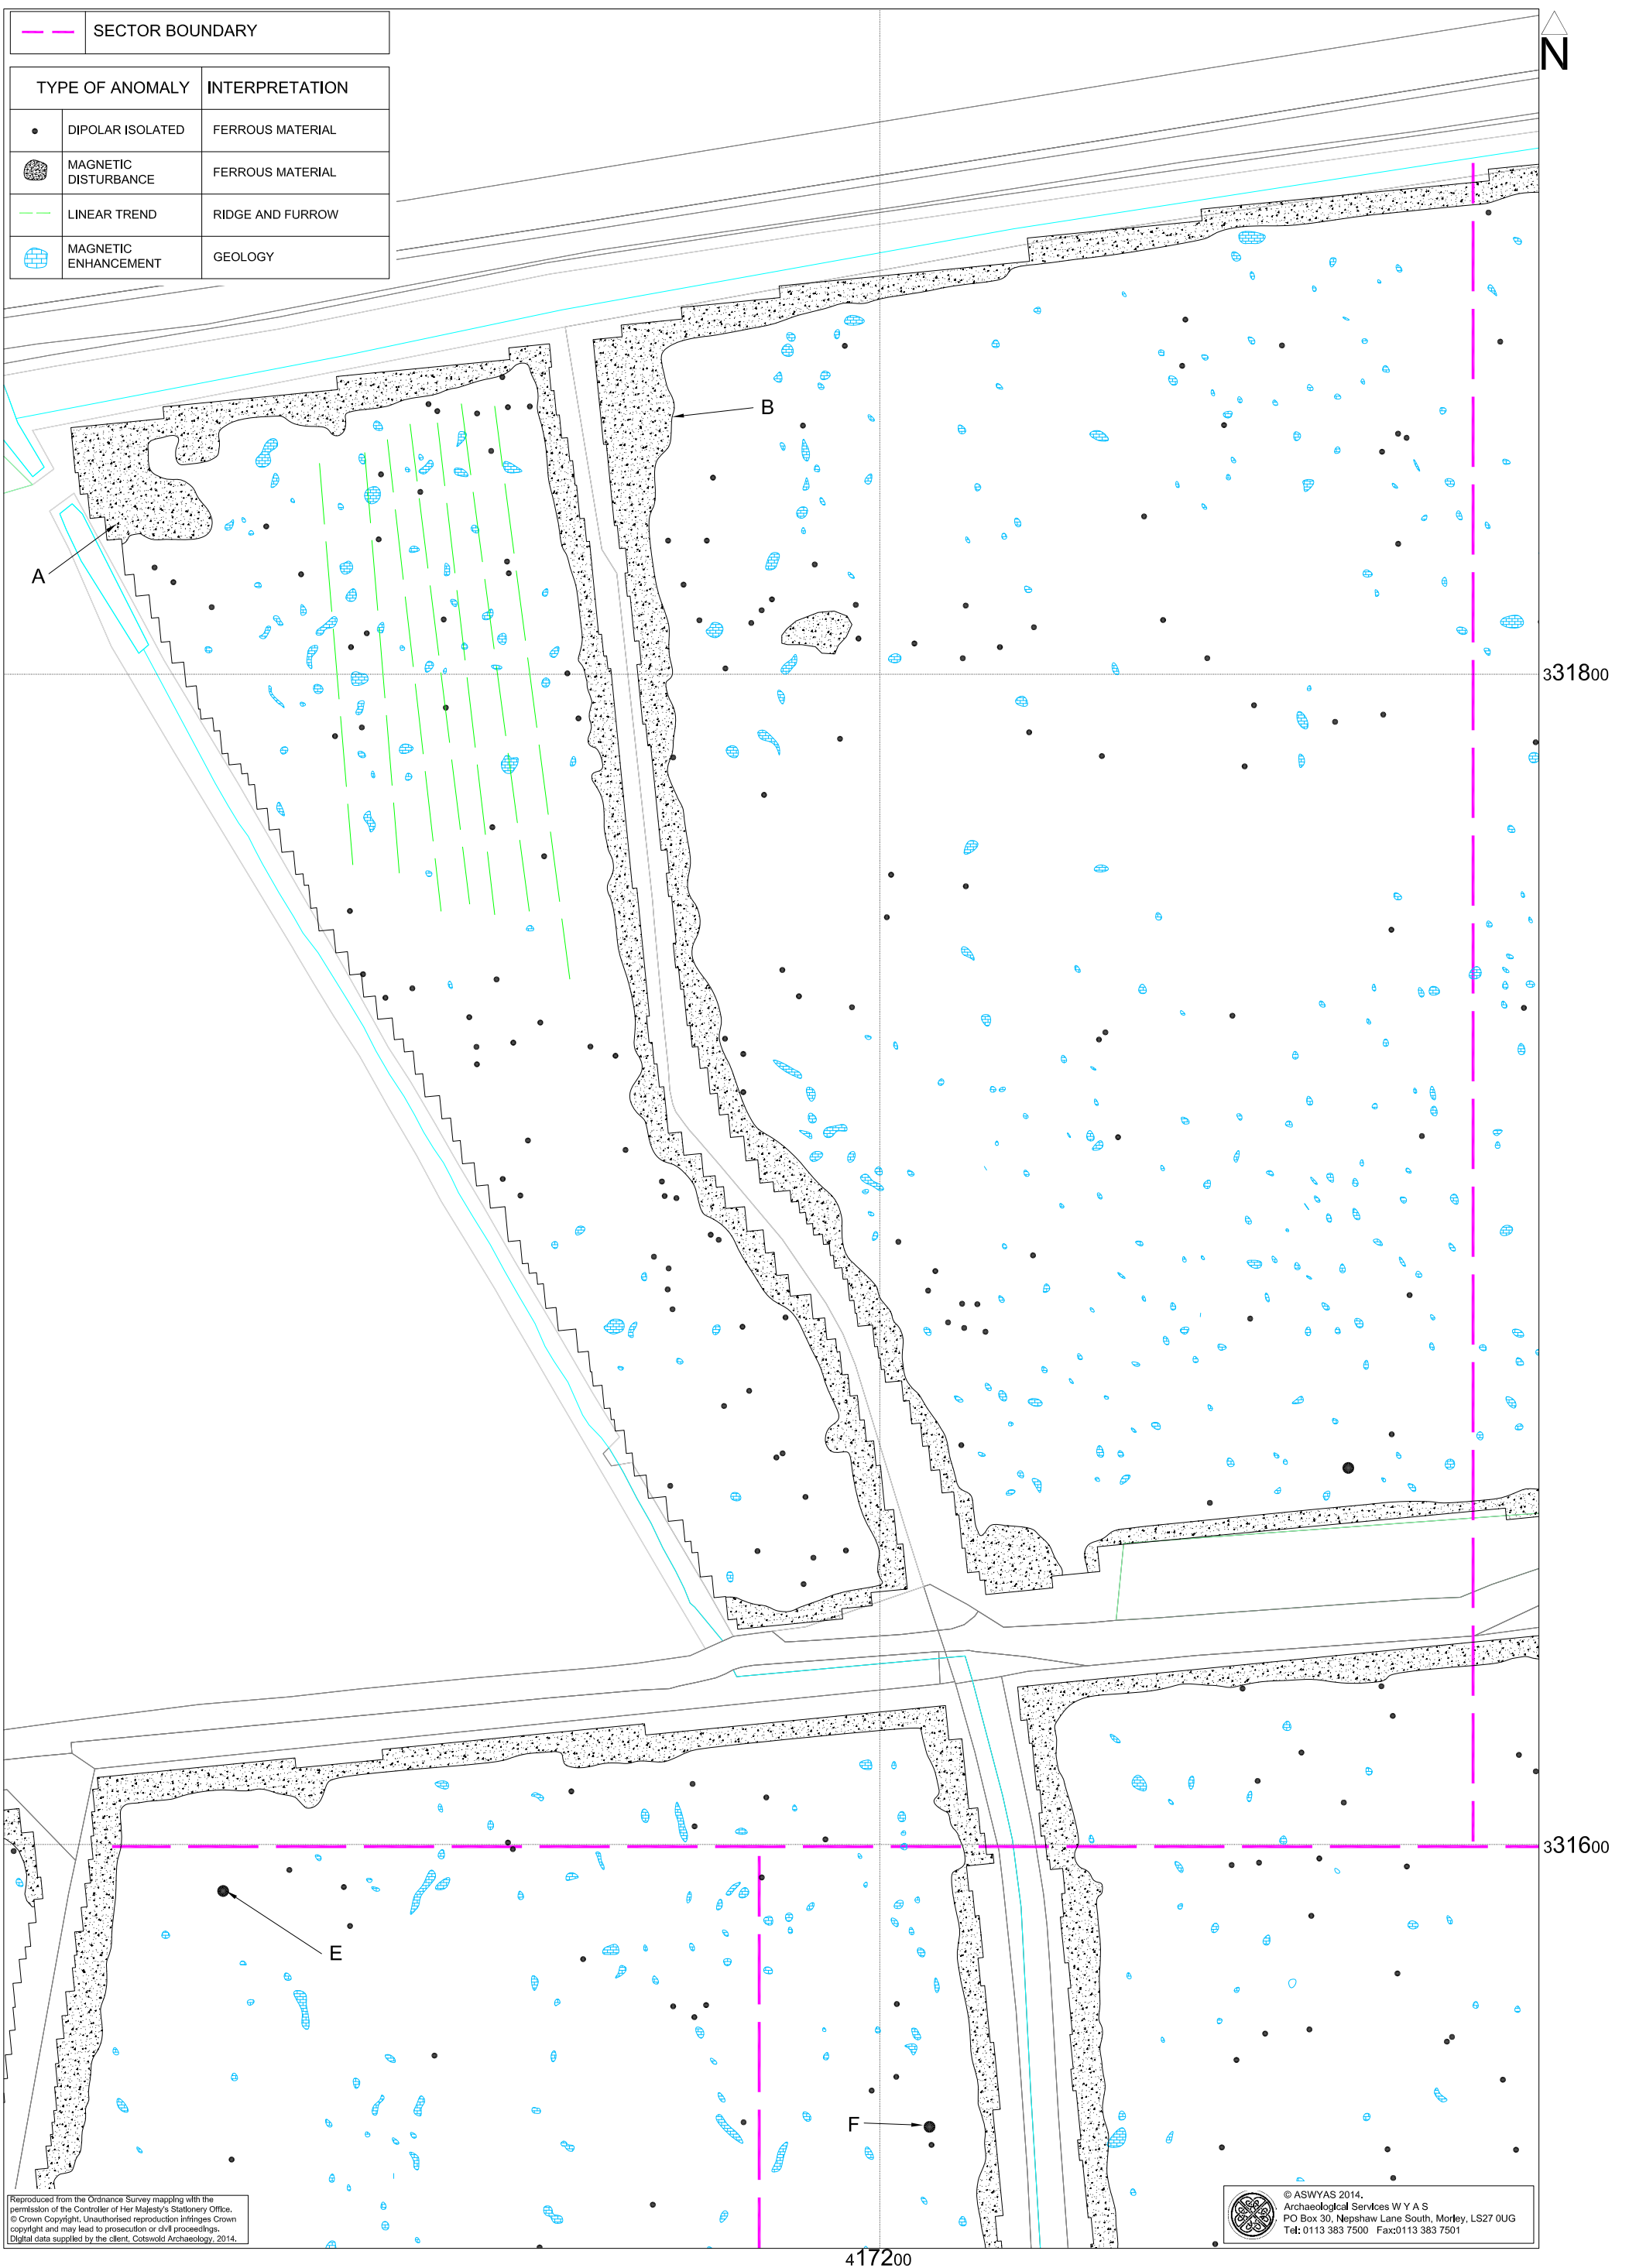 SECTOR BOUNDARY
N
TYPE OF ANOMALY INTERPRETATION
DIPOLAR ISOLATED FERROUS MATERIAL
MAGNETIC
DISTURBANCE
FERROUS MATERIAL
LINEAR TREND RIDGE AND FURROW
MAGNETIC
ENHANCEMENT
GEOLOGY
B
A
331800
331600
E
F
Reproduced from the Ordnance Survey mapping with the
permission of the Controller of Her Majesty's Stationery Office.
© Crown Copyright. Unauthorised reproduction infringes Crown
copyright and may lead to prosecution or civil proceedings.
Digital data supplied by the client, Cotswold Archaeology, 2014.
© ASWYAS 2014.
Archaeological Services W Y A S
PO Box 30, Nepshaw Lane South, Morley, LS27 0UG
Tel: 0113 383 7500 Fax:0113 383 7501
417200